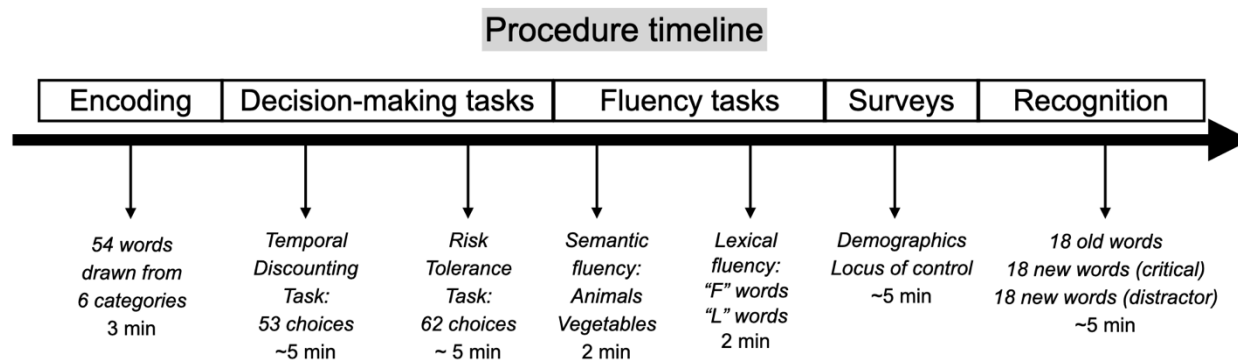 Procedure timeline
Encoding
Decision-making tasks
Fluency tasks
Surveys
Recognition
54 words
drawn from
6 categories
3 min
Temporal
Discounting
Task:
53 choices
~5 min
Risk
Tolerance
Task:
62 choices
~ 5 min
Semantic
fluency:
Animals
Vegetables
2 min
Lexical
fluency:
“F” words
“L” words
2 min
Demographics
Locus of control
~5 min
18 old words
18 new words (critical)
18 new words (distractor)
~5 min